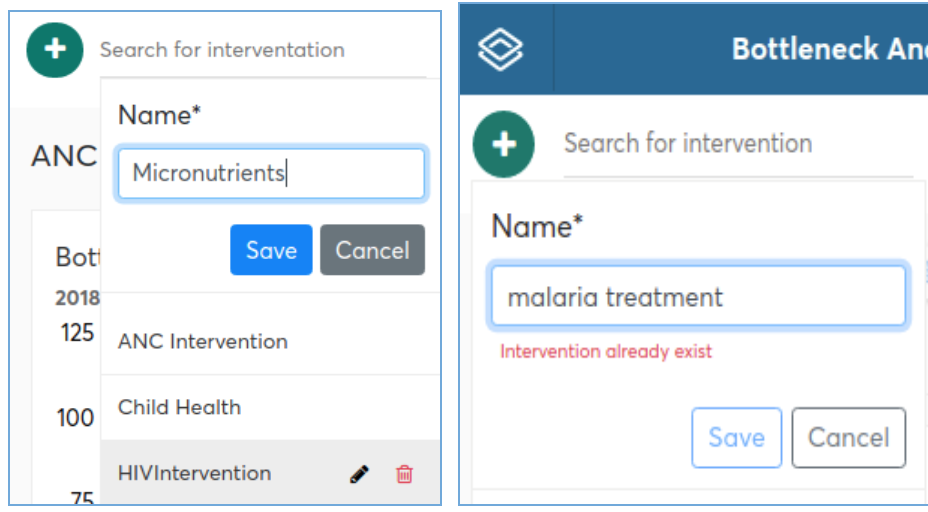 Search for interventation
Name*
ANC
Micronutrients
Save Cancel
Bott
2018
125
ANC Intervention
100
Child Health
HIVIntervention
75
Bottleneck An
Search for intervention
Name*
malaria treatment
Intervention already exist
Save Cancel